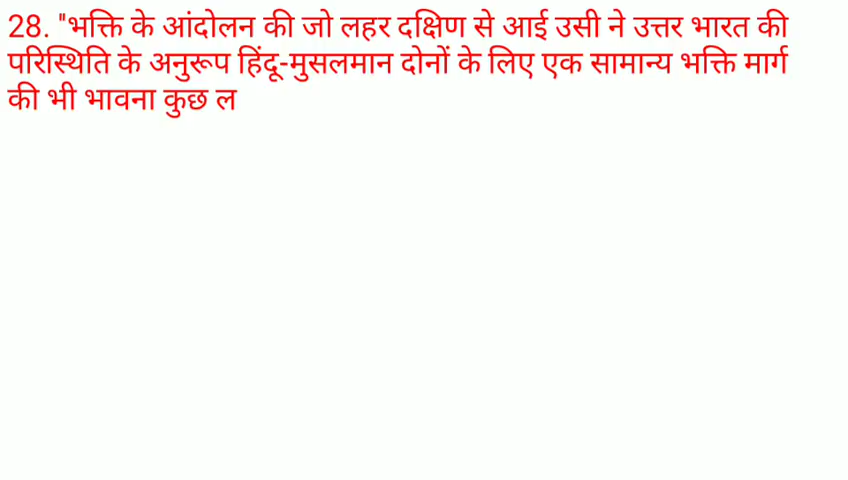 28. "भक्ति के आंदोलन की जो लहर दक्षिण से आई उसी ने उत्तर भारत की
परिस्थिति के अनुरूप हिंदू-मुसलमान दोनों के लिए एक सामान्य भक्ति मार्ग
की भी भावना कुछ ल